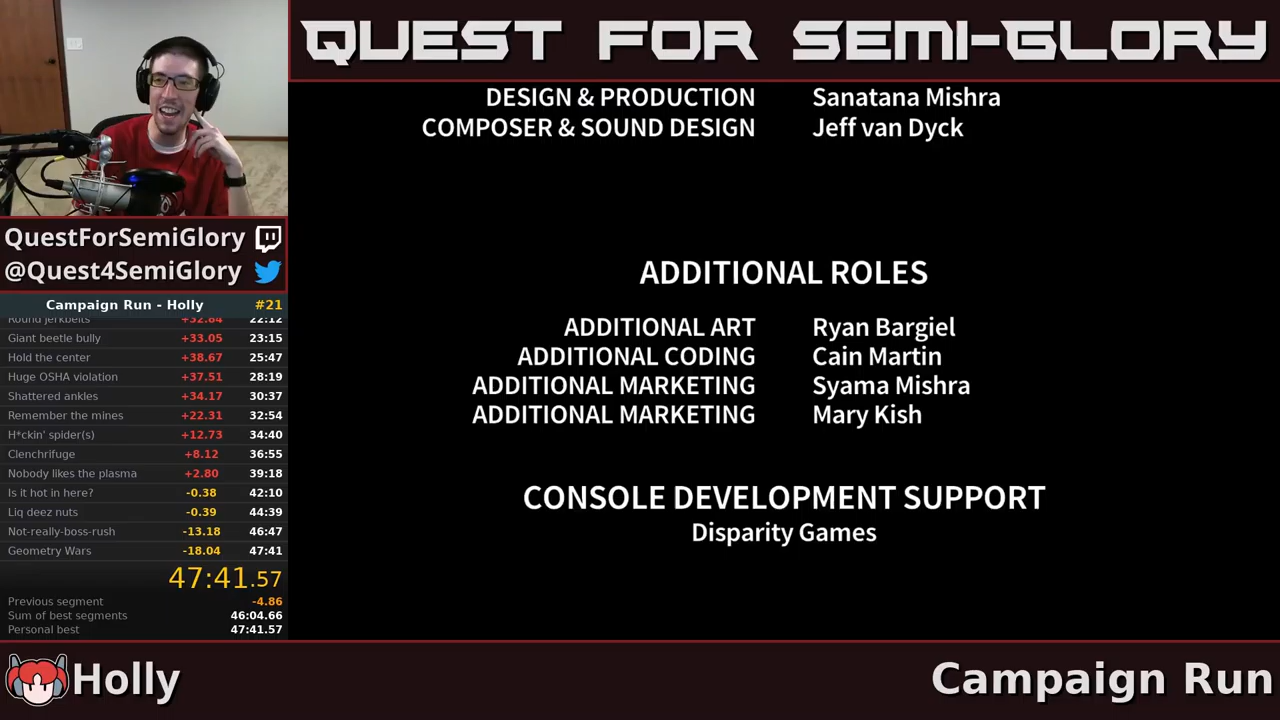 QUEST FOR SEMI-GLORY
DESIGN & PRODUCTION Sanatana Mishra
COMPOSER & SOUND DESIGN Jeff van Dyck
ADDITIONAL ROLES
ADDITIONAL ART Ryan Bargiel
ADDITIONAL CODING Cain Martin
ADDITIONAL MARKETING Syama Mishra
ADDITIONAL MARKETING Mary Kish
CONSOLE DEVELOPMENT SUPPORT
Disparity Games
QuestForSemiGlory
@Quest4SemiGlory
Campaign Run - Holly #21
Round jerkbelts +32.84 22:12
Giant beetle bully +33.05 23:15
Hold the center +38.67 25:47
Huge OSHA violation +37.51 28:19
Shattered ankles +34.17 30:37
Remember the mines +22.31 32:54
H*ckin' spider(s) +12.73 34:40
Clenchrifuge +8.12 36:55
Nobody likes the plasma +2.80 39:18
Is it hot in here? -0.38 42:10
Liq deez nuts -0.39 44:39
Not-really-boss-rush -13.18 46:47
Geometry Wars -18.04 47:41
47:41.57
Previous segment -4.86
Sum of best segments 46:04.66
Personal best 47:41.57
Holly
Campaign Run